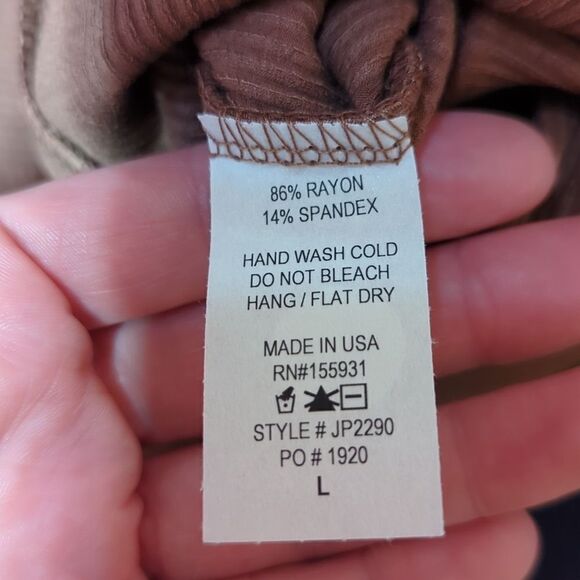 86% RAYON
14% SPANDEX
HAND WASH COLD
DO NOT BLEACH
HANG / FLAT DRY
MADE IN USA
RN#155931
STYLE # JP2290
PO # 1920
L